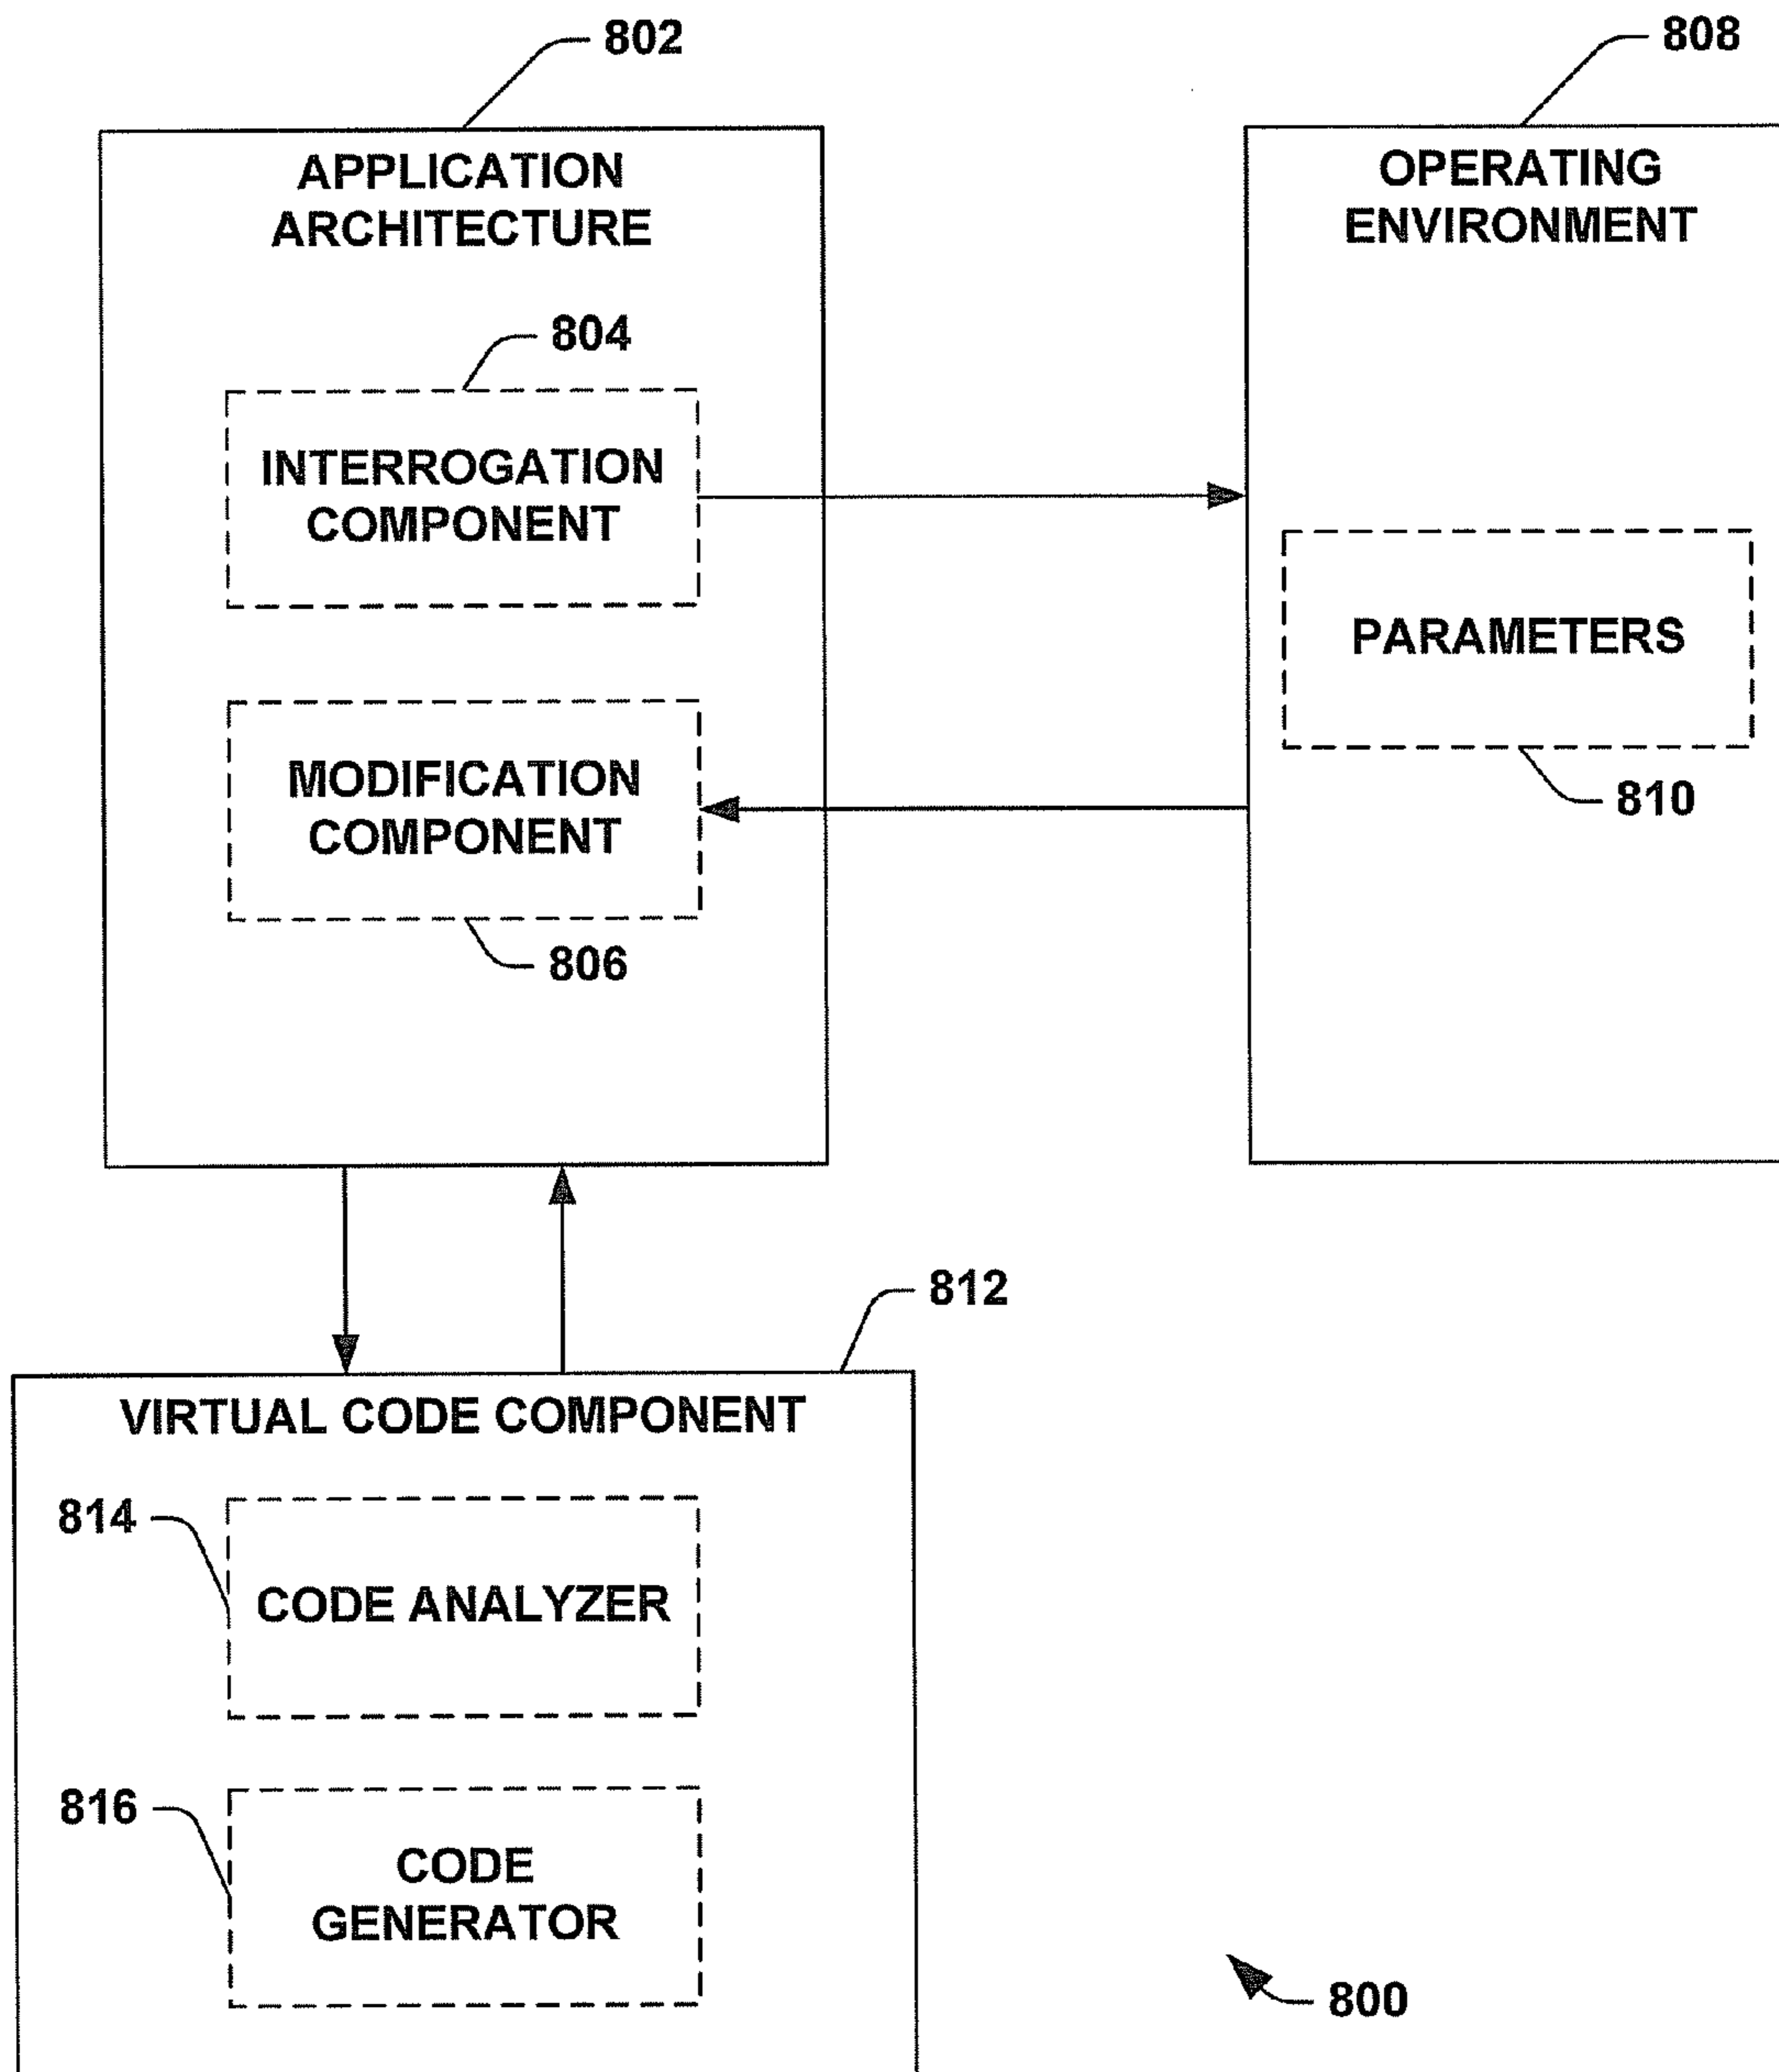 802
808
APPLICATION
ARCHITECTURE
OPERATING
ENVIRONMENT
804
INTERROGATION
COMPONENT
PARAMETERS
MODIFICATION
COMPONENT
810
806
812
VIRTUAL CODE COMPONENT
814
CODE ANALYZER
816
CODE
GENERATOR
800